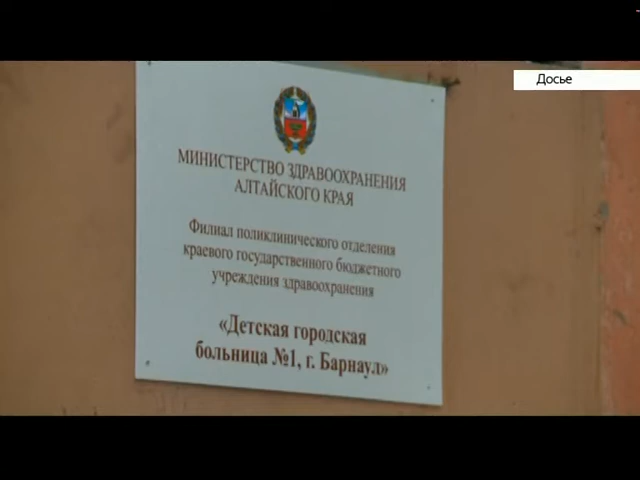 Досье
МИНИСТЕРСТВО ЗДРАВООХРАНЕНИЯ
АЛТАЙСКОГО КРАЯ
Филиал поликлинического отделения
краевого государственного бюджетного
учреждения здравоохранения
«Детская городская
больница №1, г. Барнаул»